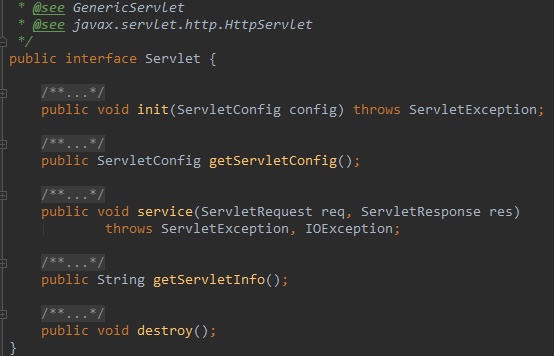 * @see GenericServlet
* @see javax.servlet.http.HttpServlet
*/
public interface Servlet {
/**...*/
public void init(ServletConfig config) throws ServletException;
/**...*/
public ServletConfig getServletConfig();
/**...*/
public void service(ServletRequest req, ServletResponse res)
throws ServletException, IOException;
/**...*/
public String getServletInfo();
/**...*/
public void destroy();
}